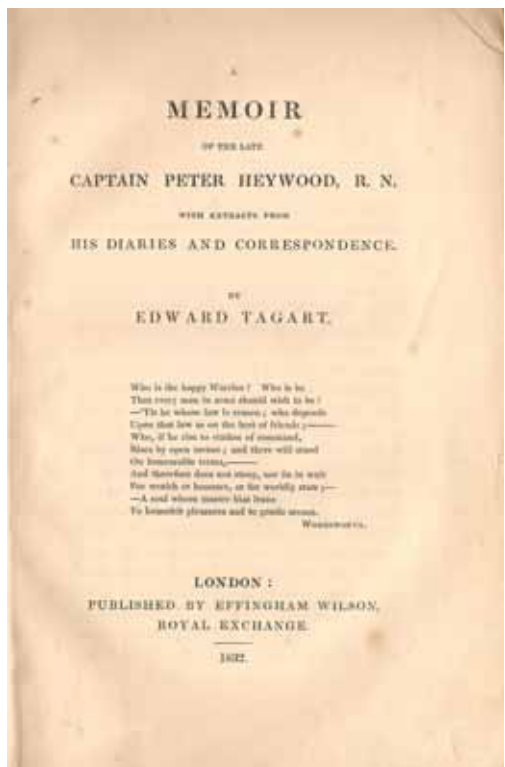 MEMOIR
OF THE LATE
CAPTAIN PETER HEYWOOD, R. N.
WITH EXTRACTS FROM
HIS DIARIES AND CORRESPONDENCE.
BY
EDWARD TAGART.
Who is the happy Warrior? Who is he
That every man in arms should wish to be?
—'Tis he whose law is reason; who depends
Upon that law as on the best of friends;——
Who, if he rise to station of command,
Rises by open means; and there will stand
On honourable terms,——
And therefore does not stoop, nor lie in wait
For wealth or honours, or for worldly state;—
—A soul whose master bias leans
To homefelt pleasures and to gentle scenes.
WORDSWORTH.
LONDON:
PUBLISHED BY EFFINGHAM WILSON,
ROYAL EXCHANGE.
1832.